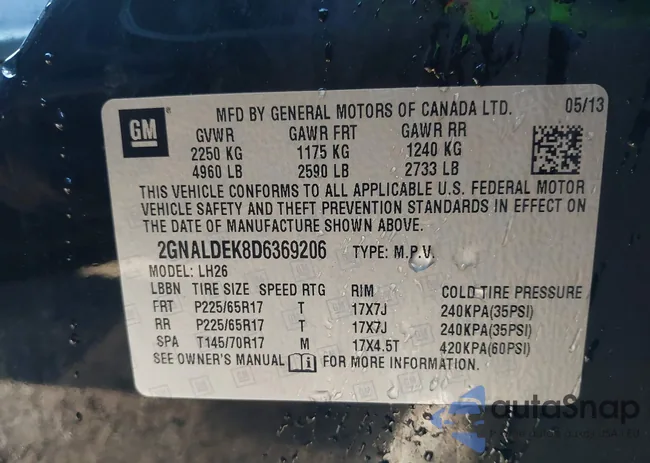 GM
MFD BY GENERAL MOTORS OF CANADA LTD. 05/13
GVWR GAWR FRT GAWR RR
2250 KG 1175 KG 1240 KG
4960 LB 2590 LB 2733 LB
THIS VEHICLE CONFORMS TO ALL APPLICABLE U.S. FEDERAL MOTOR
VEHICLE SAFETY AND THEFT PREVENTION STANDARDS IN EFFECT ON
THE DATE OF MANUFACTURE SHOWN ABOVE.
2GNALDEK8D6369206 TYPE: M.P.V.
MODEL: LH26
LBBN TIRE SIZE SPEED RTG RIM COLD TIRE PRESSURE
FRT P225/65R17 T 17X7J 240KPA(35PSI)
RR P225/65R17 T 17X7J 240KPA(35PSI)
SPA T145/70R17 M 17X4.5T 420KPA(60PSI)
SEE OWNER'S MANUAL FOR MORE INFORMATION.
autoSnap